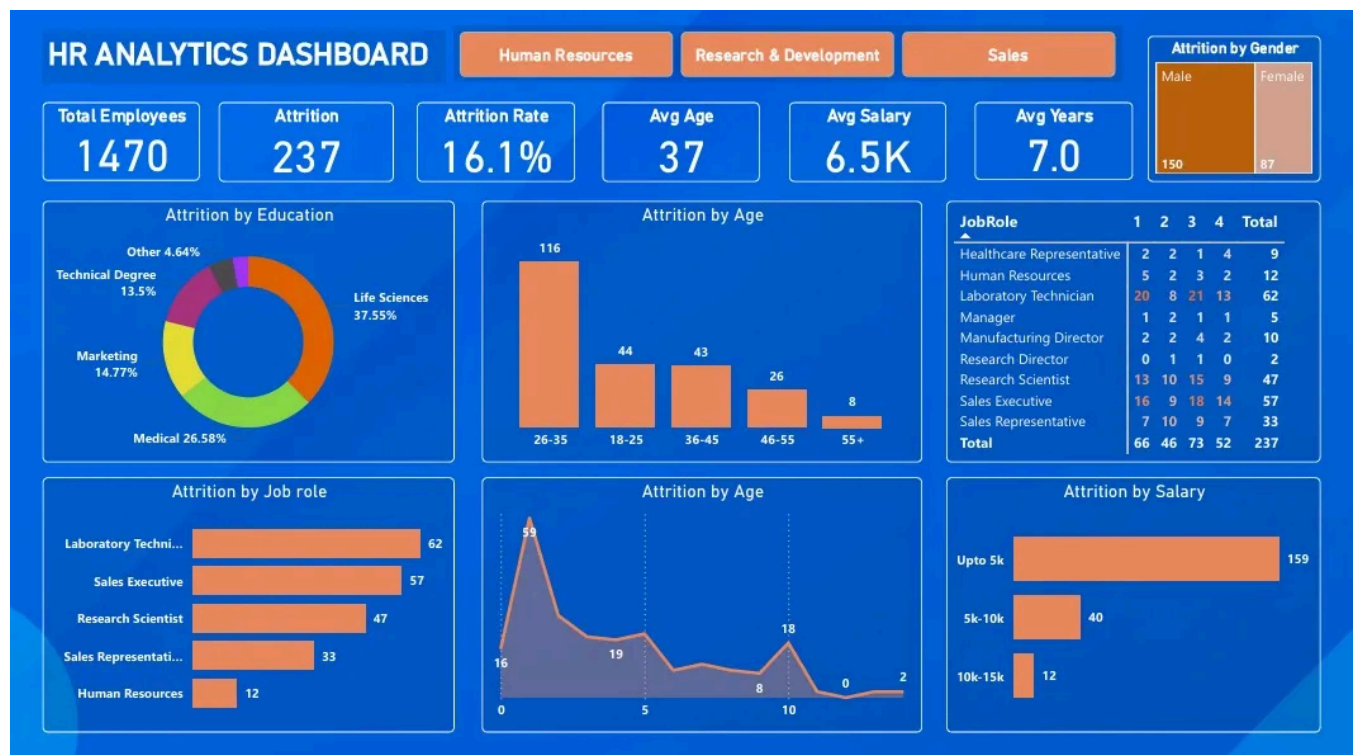 HR ANALYTICS DASHBOARD
Human Resources
Research & Development
Sales
Attrition by Gender
Male
Female
150
87
Total Employees
1470
Attrition
237
Attrition Rate
16.1%
Avg Age
37
Avg Salary
6.5K
Avg Years
7.0
Attrition by Education
Other 4.64%
Technical Degree
13.5%
Life Sciences
37.55%
Marketing
14.77%
Medical 26.58%
Attrition by Age
116
44
43
26
8
26-35
18-25
36-45
46-55
55+
JobRole 1 2 3 4 Total
Healthcare Representative 2 2 1 4 9
Human Resources 5 2 3 2 12
Laboratory Technician 20 8 21 13 62
Manager 1 2 1 1 5
Manufacturing Director 2 2 4 2 10
Research Director 0 1 1 0 2
Research Scientist 13 10 15 9 47
Sales Executive 16 9 18 14 57
Sales Representative 7 10 9 7 33
Total 66 46 73 52 237
Attrition by Job role
Laboratory Techni... 62
Sales Executive 57
Research Scientist 47
Sales Representati... 33
Human Resources 12
Attrition by Age
59
16
19
18
8
0
2
0
5
10
Attrition by Salary
Upto 5k 159
5k-10k 40
10k-15k 12